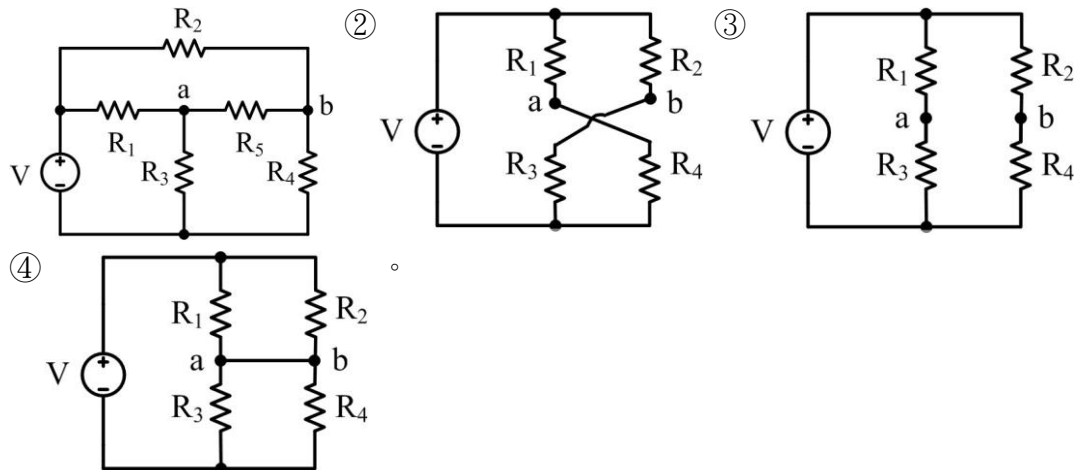 R₂
a
b
R₁
R₅
V
R₃
R₄
②
R₁
R₂
a
b
V
R₃
R₄
③
R₁
R₂
a
b
V
R₃
R₄
④
R₁
R₂
a
b
V
R₃
R₄
。